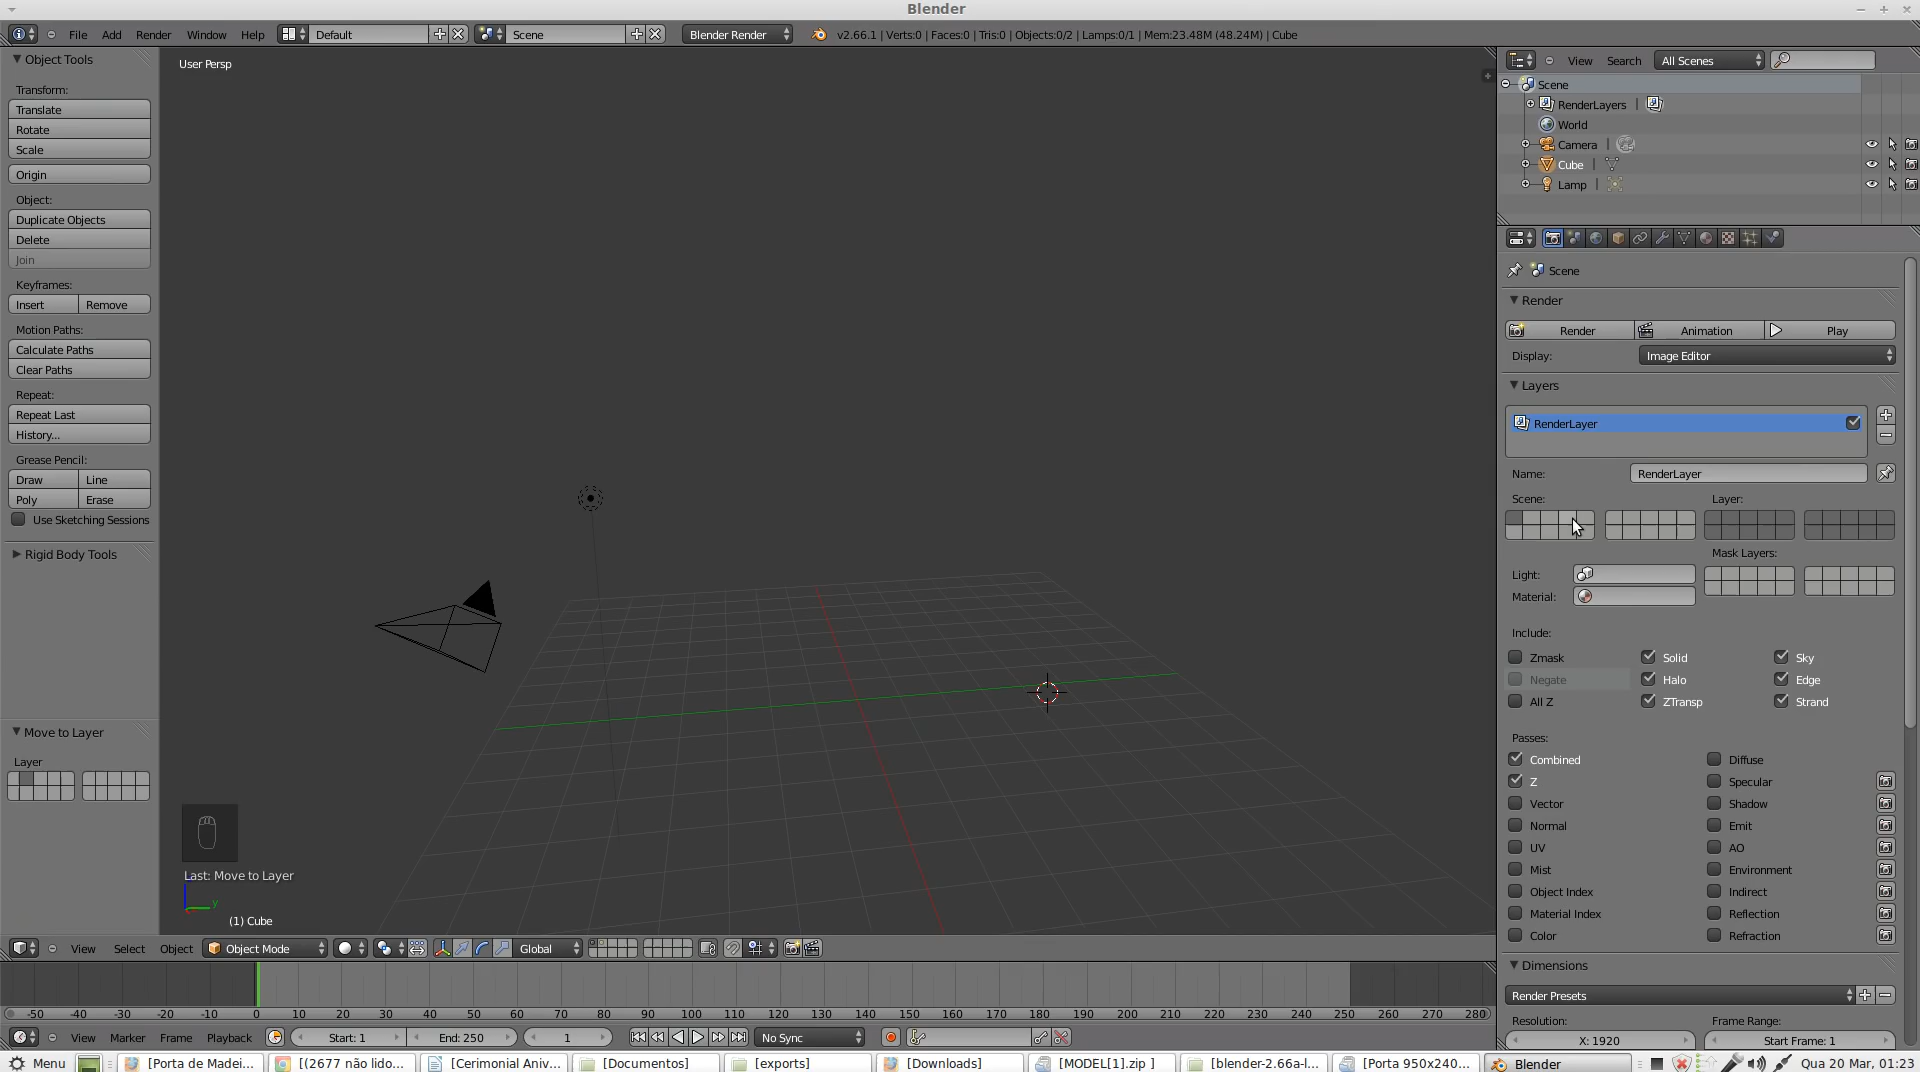 Blender
File Add Render Window Help Default Scene Blender Render v2.66.1 | Verts:0 | Faces:0 | Tris:0 | Objects:0/2 | Lamps:0/1 | Mem:23.48M (48.24M) | Cube
Object Tools
Transform:
Translate
Rotate
Scale
Origin
Object:
Duplicate Objects
Delete
Join
Keyframes:
Insert Remove
Motion Paths:
Calculate Paths
Clear Paths
Repeat:
Repeat Last
History...
Grease Pencil:
Draw Line
Poly Erase
Use Sketching Sessions
Rigid Body Tools
Move to Layer
Layer
User Persp
Last: Move to Layer
y
(1) Cube
View Select Object Object Mode Global
-50 -40 -30 -20 -10 0 10 20 30 40 50 60 70 80 90 100 110 120 130 140 150 160 170 180 190 200 210 220 230 240 250 260 270 280
View Marker Frame Playback Start: 1 End: 250 1 No Sync
View Search All Scenes
Scene
RenderLayers |
World
Camera |
Cube |
Lamp |
Scene
Render
Render Animation Play
Display: Image Editor
Layers
RenderLayer
Name: RenderLayer
Scene: Layer:
Mask Layers:
Light:
Material:
Include:
Zmask Solid Sky
Negate Halo Edge
All Z ZTransp Strand
Passes:
Combined Diffuse
Z Specular
Vector Shadow
Normal Emit
UV AO
Mist Environment
Object Index Indirect
Material Index Reflection
Color Refraction
Dimensions
Render Presets
Resolution: Frame Range:
X: 1920 Start Frame: 1
Menu [Porta de Madei... [(2677 não lido... [Cerimonial Aniv... [Documentos] [exports] [Downloads] [MODEL[1].zip ] [blender-2.66a-l... [Porta 950x240... Blender Qua 20 Mar, 01:23